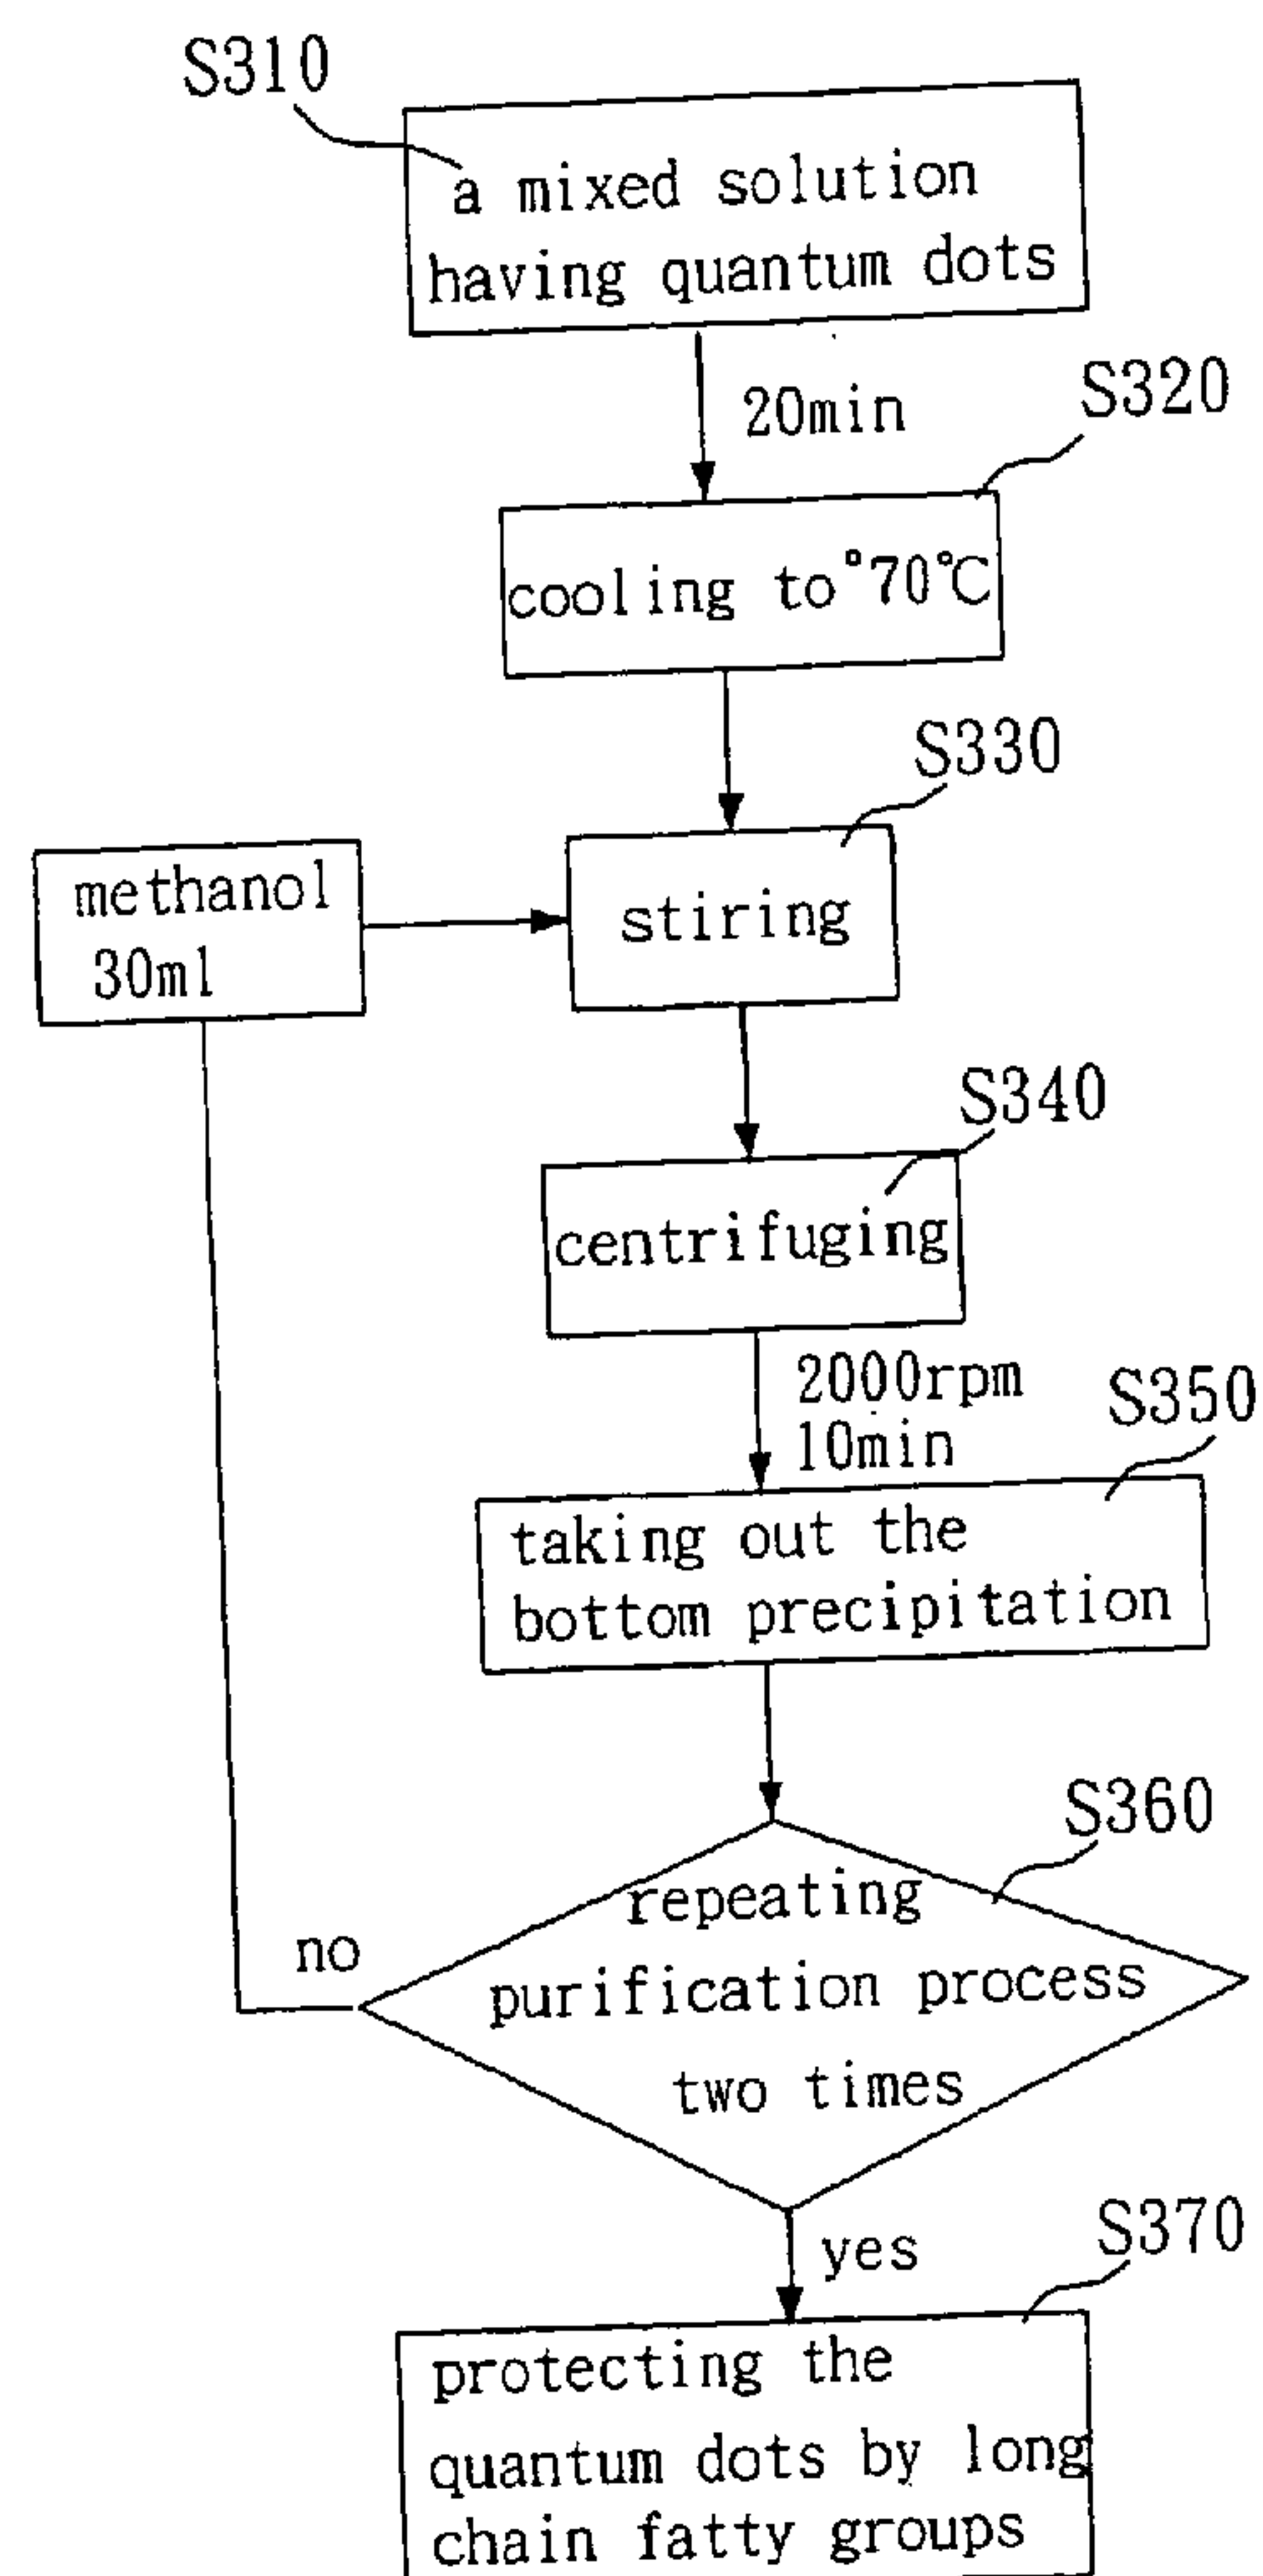 S310
a mixed solution
having quantum dots
20min
S320
cooling to°70℃
S330
methanol
30ml
stiring
S340
centrifuging
2000rpm
10min
S350
taking out the
bottom precipitation
S360
repeating
purification process
two times
no
yes
S370
protecting the
quantum dots by long
chain fatty groups